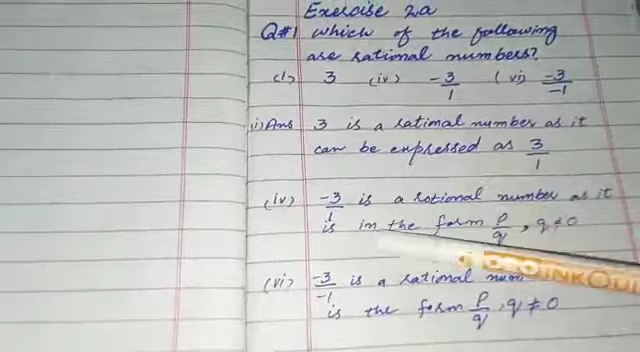 Exercise 2a
Q#1 which of the following
are rational numbers?
(i) 3 (iv) -3/1 (vi) -3/-1
i) Ans 3 is a rational number as it
can be expressed as 3/1
(iv) -3/1 is a rotional number as it
is in the form p/q, q≠0
(vi) -3/-1 is a rational num
is the form p/q, q≠0